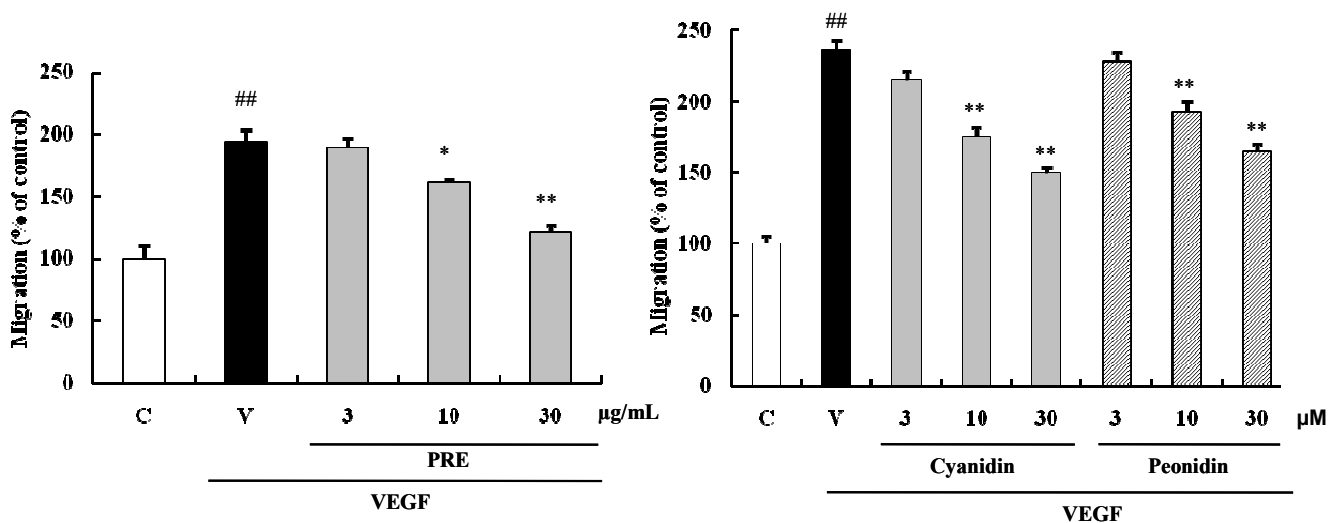 Migration (% of control)
250
200
150
100
50
0
##
*
**
C V 3 10 30 µg/mL
PRE
VEGF
Migration (% of control)
250
200
150
100
50
0
##
**
**
**
**
C V 3 10 30 3 10 30 µM
Cyanidin Peonidin
VEGF